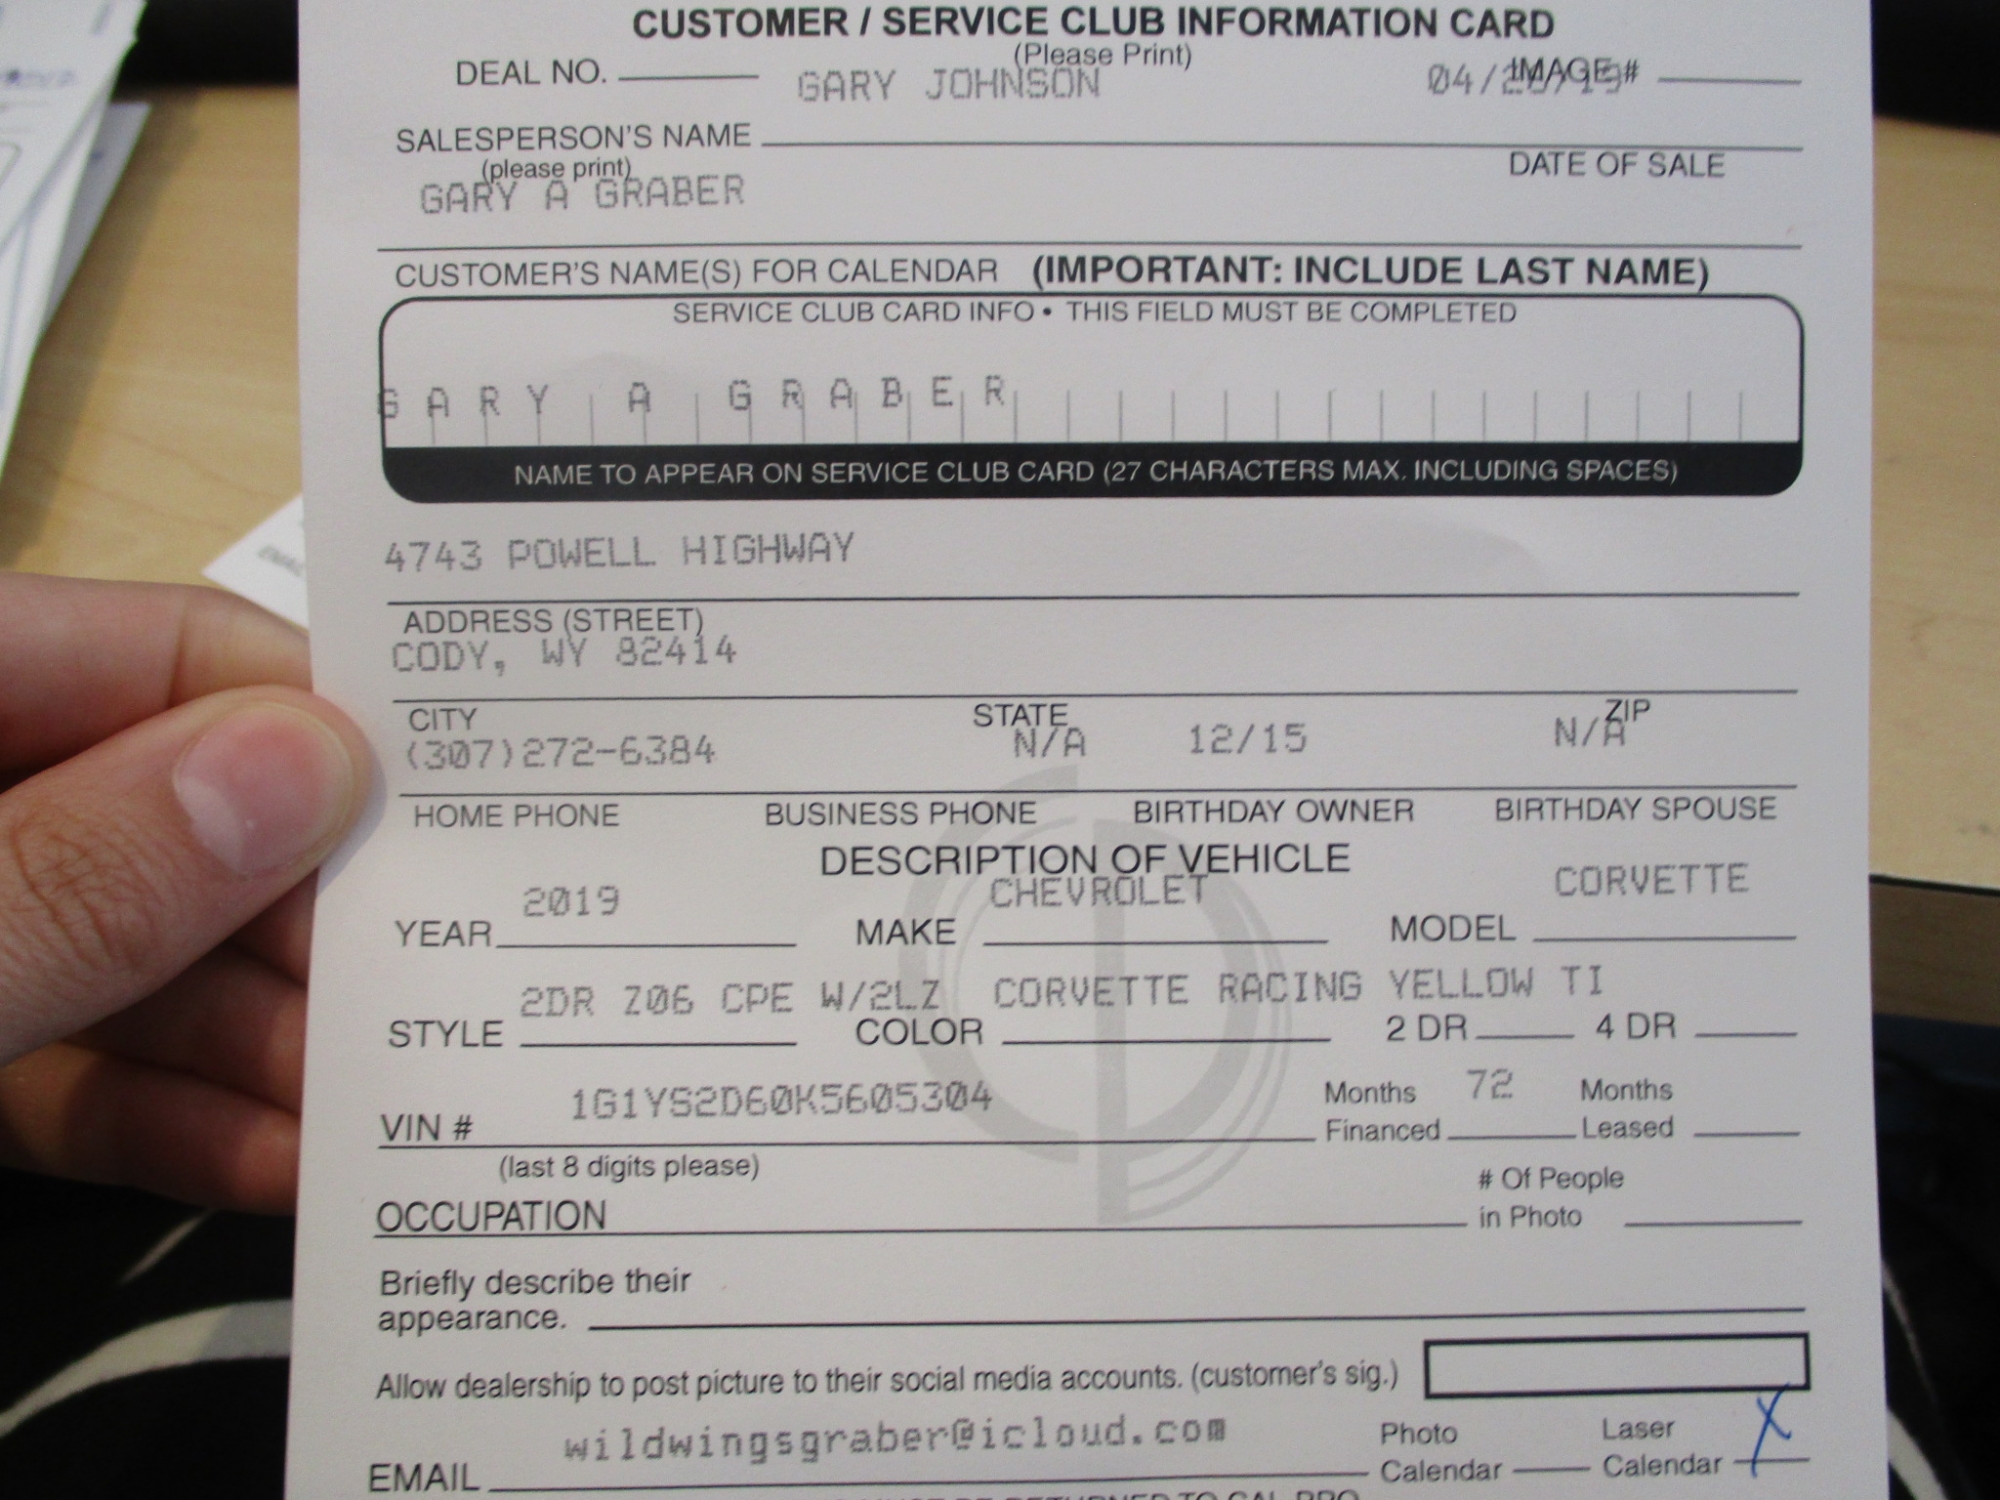 CUSTOMER / SERVICE CLUB INFORMATION CARD
(Please Print)
DEAL NO. GARY JOHNSON 04/ IMAGE#
SALESPERSON'S NAME
(please print) DATE OF SALE
GARY A GRABER
CUSTOMER'S NAME(S) FOR CALENDAR (IMPORTANT: INCLUDE LAST NAME)
SERVICE CLUB CARD INFO • THIS FIELD MUST BE COMPLETED
GARY A GRABER
NAME TO APPEAR ON SERVICE CLUB CARD (27 CHARACTERS MAX. INCLUDING SPACES)
4743 POWELL HIGHWAY
ADDRESS (STREET)
CODY, WY 82414
CITY STATE ZIP
(307)272-6384 N/A 12/15 N/A
HOME PHONE BUSINESS PHONE BIRTHDAY OWNER BIRTHDAY SPOUSE
DESCRIPTION OF VEHICLE
2019 CHEVROLET CORVETTE
YEAR MAKE MODEL
2DR Z06 CPE W/2LZ CORVETTE RACING YELLOW TI
STYLE COLOR 2 DR 4 DR
1G1YS2D60K5605304 Months 72 Months
VIN # Financed Leased
(last 8 digits please) # Of People
OCCUPATION in Photo
Briefly describe their
appearance.
Allow dealership to post picture to their social media accounts. (customer's sig.)
wildwingsgraber@icloud.com Photo Laser X
EMAIL Calendar Calendar